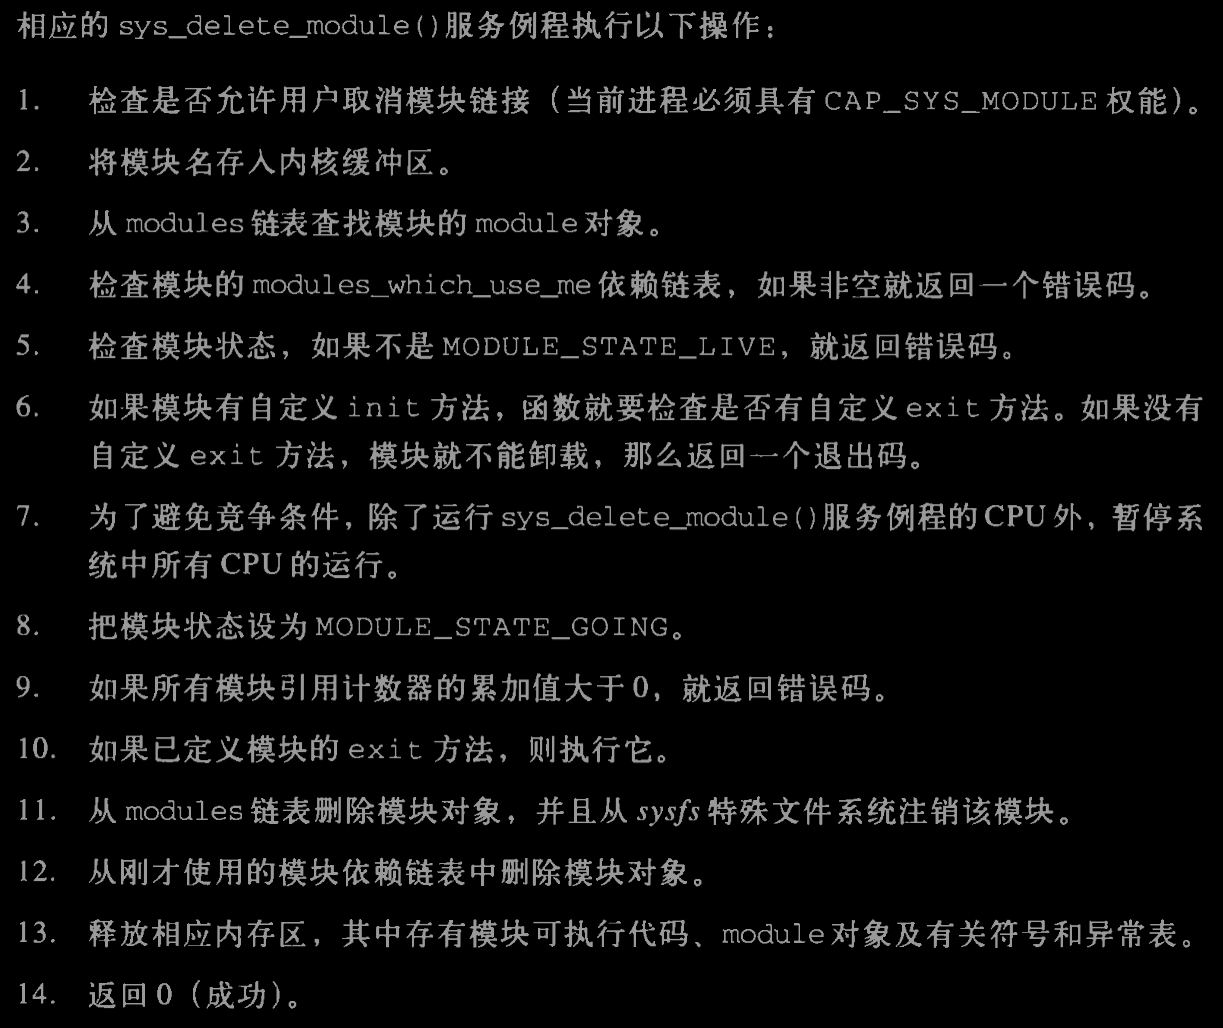 相应的 sys_delete_module()服务例程执行以下操作：
1. 检查是否允许用户取消模块链接（当前进程必须具有 CAP_SYS_MODULE 权能）。
2. 将模块名存入内核缓冲区。
3. 从 modules 链表查找模块的 module 对象。
4. 检查模块的 modules_which_use_me 依赖链表，如果非空就返回一个错误码。
5. 检查模块状态，如果不是 MODULE_STATE_LIVE，就返回错误码。
6. 如果模块有自定义 init 方法，函数就要检查是否有自定义 exit 方法。如果没有
自定义 exit 方法，模块就不能卸载，那么返回一个退出码。
7. 为了避免竞争条件，除了运行 sys_delete_module()服务例程的 CPU 外，暂停系
统中所有 CPU 的运行。
8. 把模块状态设为 MODULE_STATE_GOING。
9. 如果所有模块引用计数器的累加值大于 0，就返回错误码。
10. 如果已定义模块的 exit 方法，则执行它。
11. 从 modules 链表删除模块对象，并且从 sysfs 特殊文件系统注销该模块。
12. 从刚才使用的模块依赖链表中删除模块对象。
13. 释放相应内存区，其中存有模块可执行代码、module 对象及有关符号和异常表。
14. 返回 0（成功）。